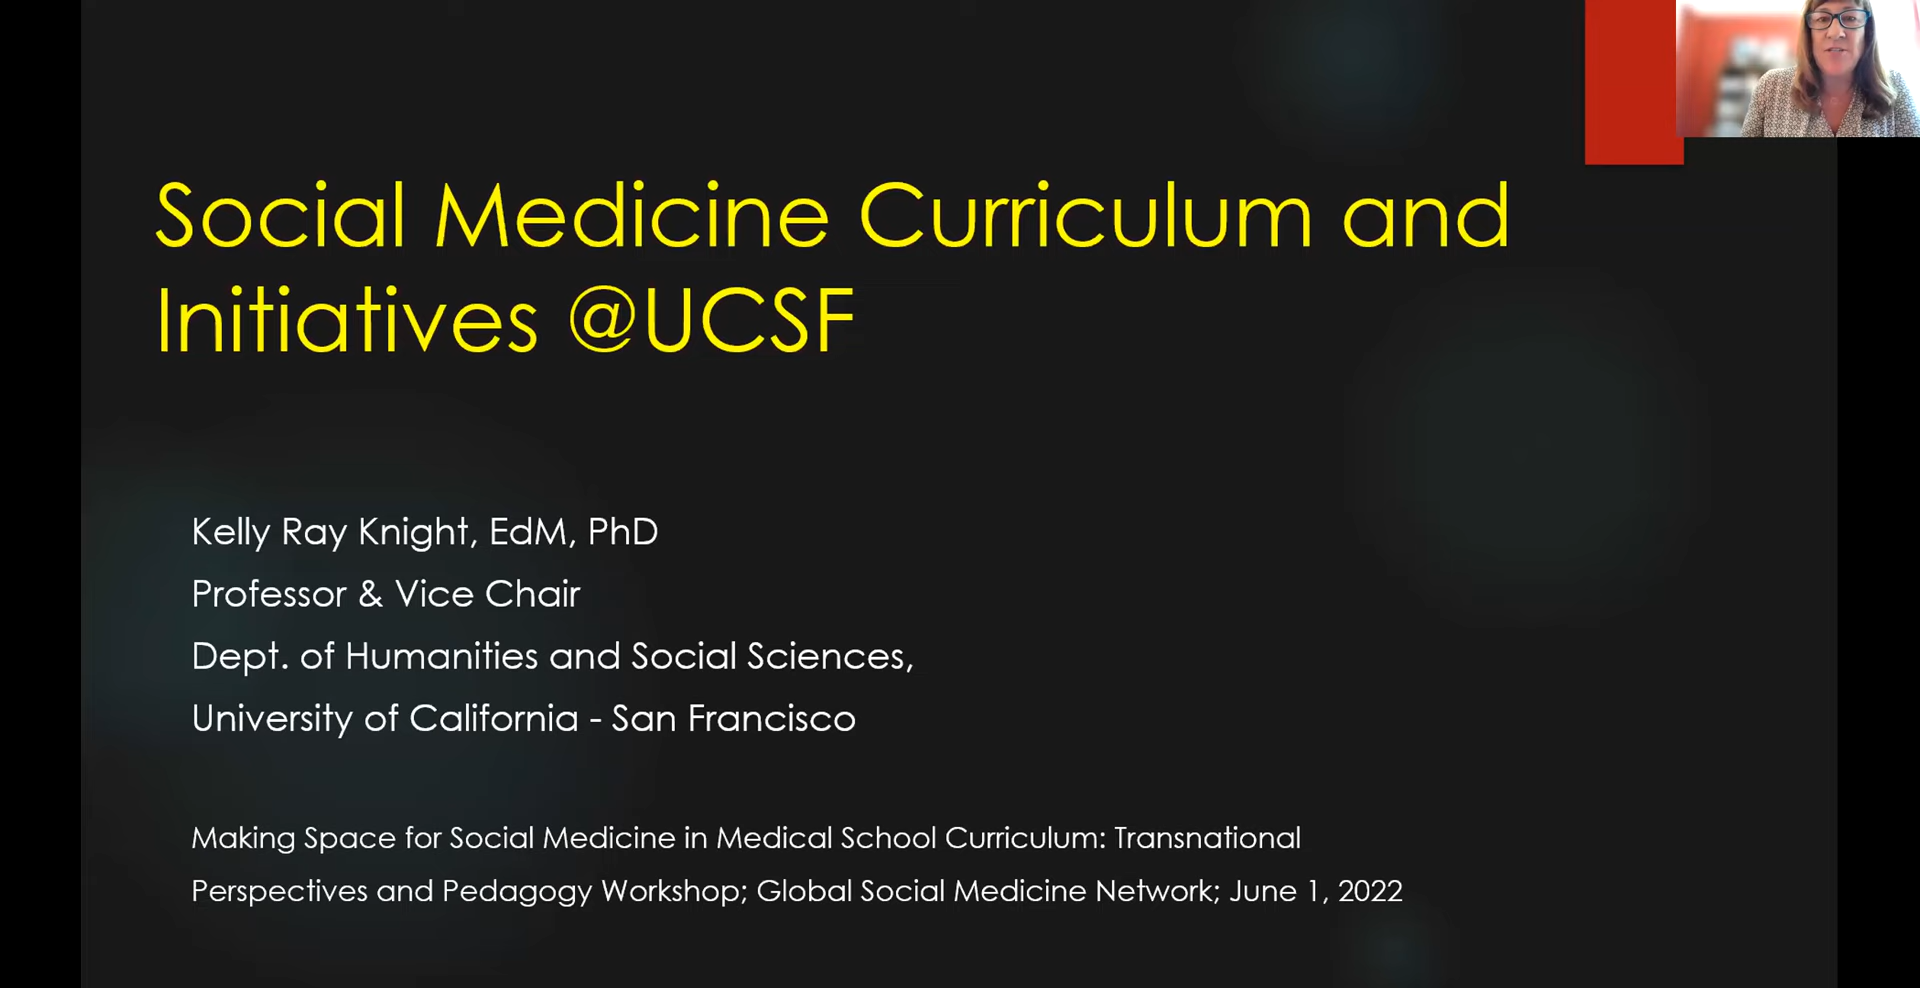 Social Medicine Curriculum and
Initiatives @UCSF
Kelly Ray Knight, EdM, PhD
Professor & Vice Chair
Dept. of Humanities and Social Sciences,
University of California - San Francisco
Making Space for Social Medicine in Medical School Curriculum: Transnational
Perspectives and Pedagogy Workshop; Global Social Medicine Network; June 1, 2022